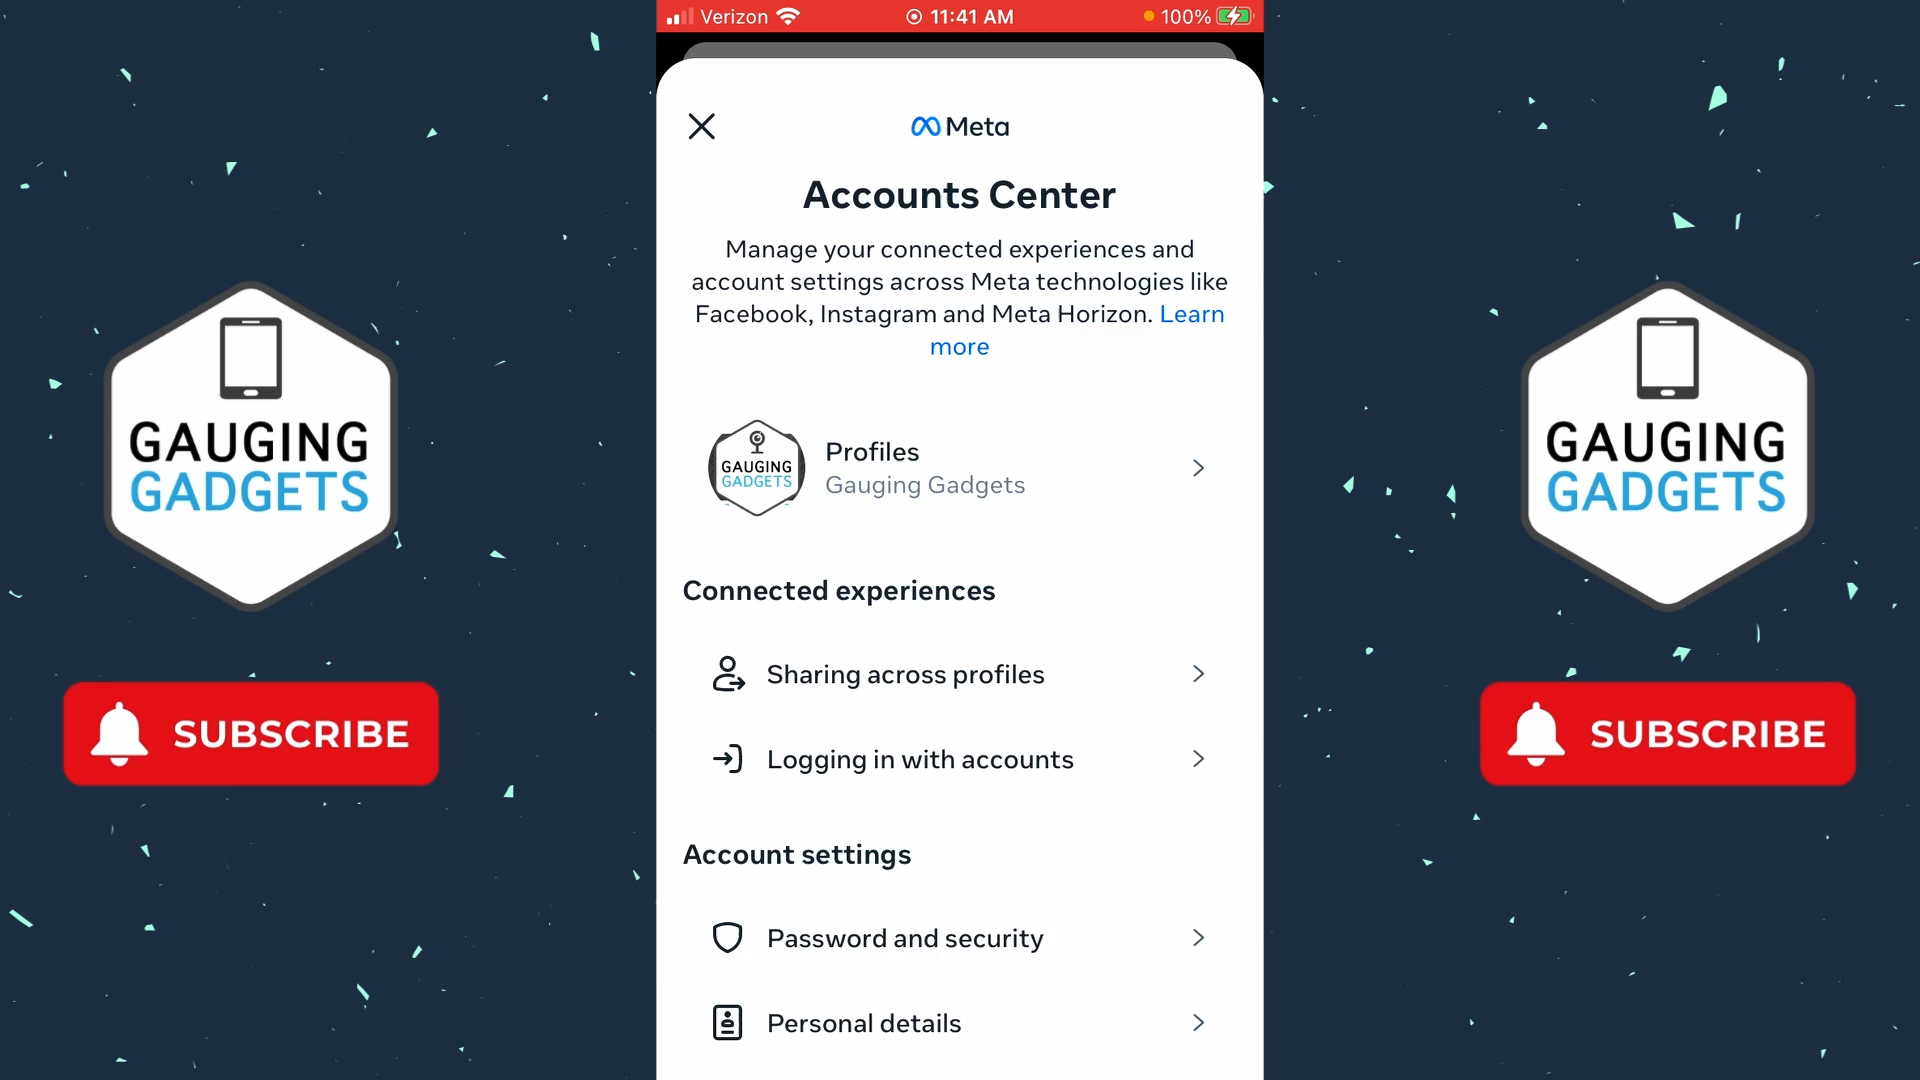 Verizon
11:41 AM
100%
Meta
Accounts Center
Manage your connected experiences and
account settings across Meta technologies like
Facebook, Instagram and Meta Horizon. Learn
more
GAUGING
GADGETS
Profiles
Gauging Gadgets
Connected experiences
Sharing across profiles
Logging in with accounts
Account settings
Password and security
Personal details
GAUGING
GADGETS
SUBSCRIBE
GAUGING
GADGETS
SUBSCRIBE